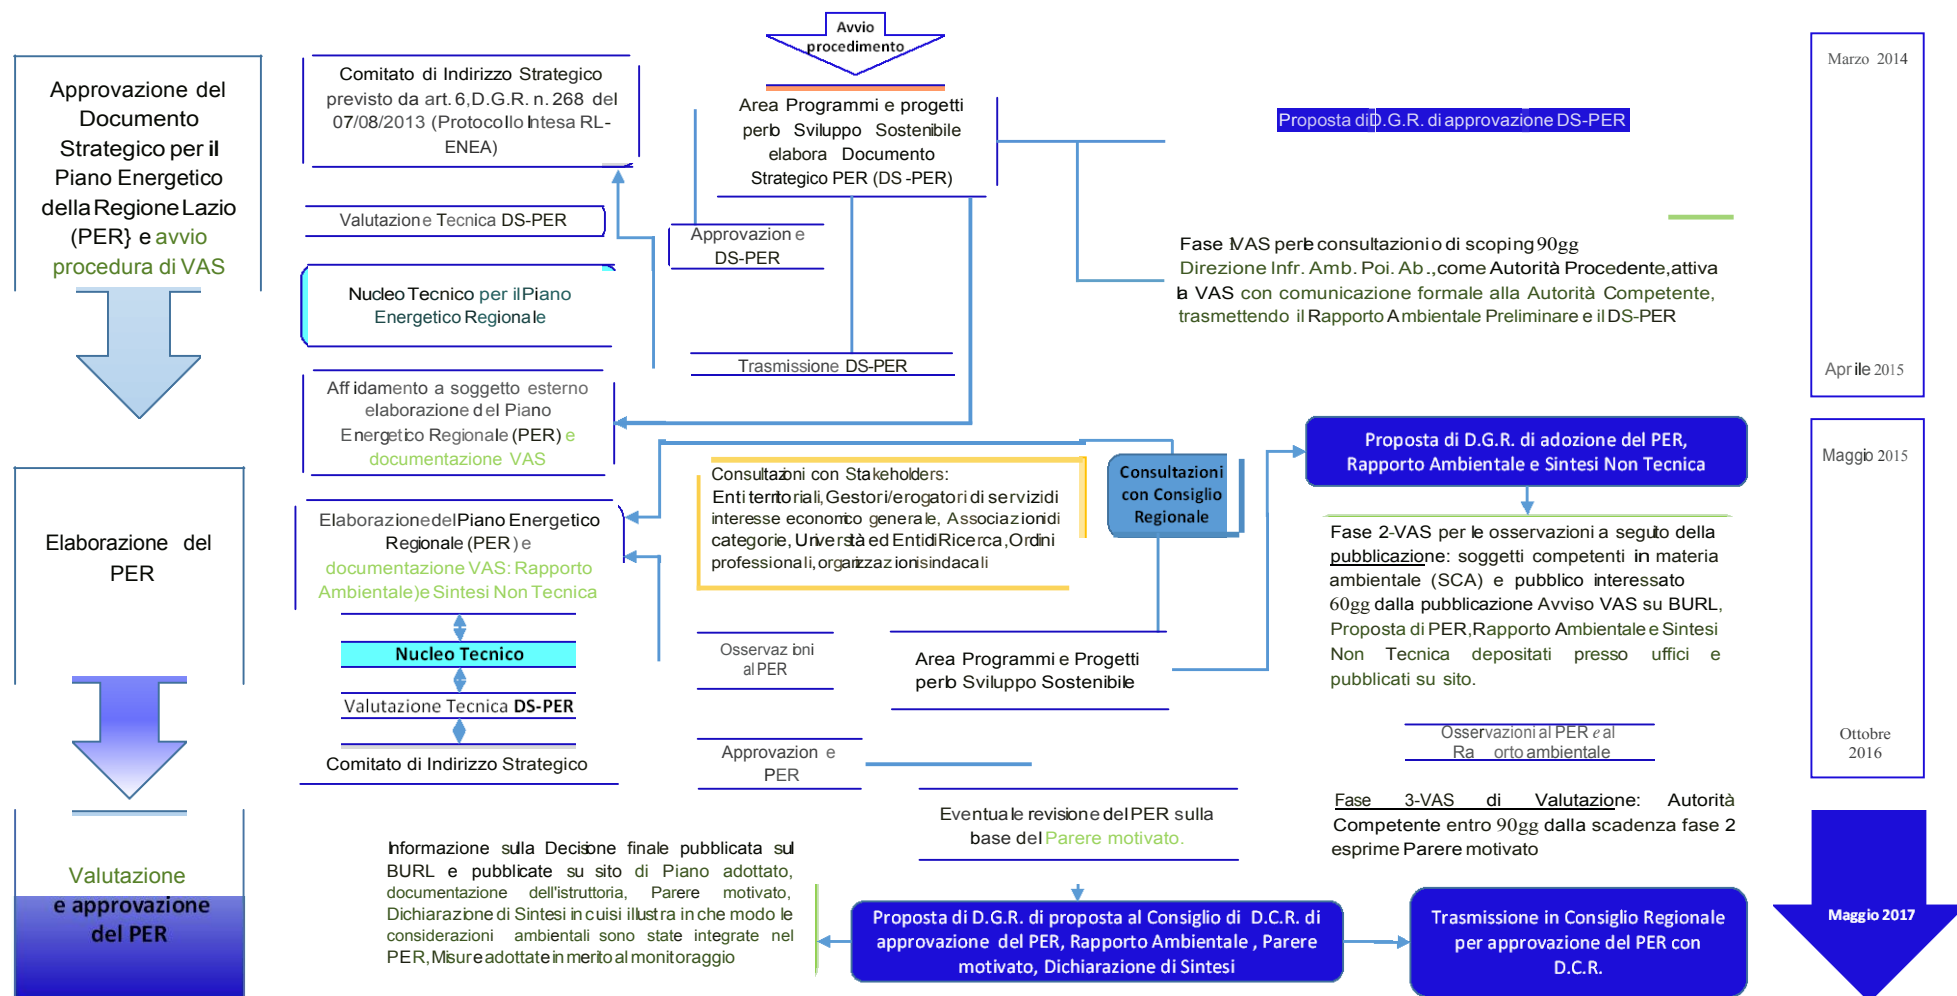 Avvio
procedimento
Approvazione del
Documento
Strategico per il
Piano Energetico
della Regione Lazio
(PER} e avvio
procedura di VAS
Comitato di Indirizzo Strategico
previsto da art. 6, D.G.R. n. 268 del
07/08/2013 (Protocollo Intesa RL-
ENEA)
Valutazione Tecnica DS-PER
Nucleo Tecnico per il Piano
Energetico Regionale
Affidamento a soggetto esterno
elaborazione del Piano
Energetico Regionale (PER) e
documentazione VAS
Area Programmi e progetti
perlo Sviluppo Sostenibile
elabora Documento
Strategico PER (DS -PER)
Approvazion e
DS-PER
Trasmissione DS-PER
Proposta di D.G.R. di approvazione DS-PER
Fase 1 VAS per le consultazioni o di scoping 90gg
Direzione Infr. Amb. Poi. Ab ., come Autorità Procedente, attiva
la VAS con comunicazione formale alla Autorità Competente,
trasmettendo il Rapporto Ambientale Preliminare e il DS-PER
Marzo 2014
Aprile 2015
Elaborazione del
PER
Elaborazione del Piano Energetico
Regionale (PER) e
documentazione VAS: Rapporto
Ambientale)e Sintesi Non Tecnica
Nucleo Tecnico
Valutazione Tecnica DS-PER
Comitato di Indirizzo Strategico
Consultazioni con Stakeholders:
Enti territoriali, Gestori/erogatori di servizi di
interesse economico generale, Associazioni di
categorie, Università ed Enti di Ricerca, Ordini
professionali, organizzazioni sindacali
Consultazioni
con Consiglio
Regionale
Osservazioni
al PER
Area Programmi e Progetti
perlo Sviluppo Sostenibile
Approvazion e
PER
Proposta di D.G.R. di adozione del PER,
Rapporto Ambientale e Sintesi Non Tecnica
Fase 2-VAS per le osservazioni a seguito della
pubblicazione: soggetti competenti in materia
ambientale (SCA) e pubblico interessato
60gg dalla pubblicazione Avviso VAS su BURL,
Proposta di PER, Rapporto Ambientale e Sintesi
Non Tecnica depositati presso uffici e
pubblicati su sito.
Osservazioni al PER e al
Ra orto ambientale
Maggio 2015
Ottobre
2016
Valutazione
e approvazione
del PER
Informazione sulla Decisione finale pubblicata sul
BURL e pubblicate su sito di Piano adottato,
documentazione dell'istruttoria, Parere motivato,
Dichiarazione di Sintesi in cui si illustra in che modo le
considerazioni ambientali sono state integrate nel
PER, Misure adottate in merito al monitoraggio
Eventuale revisione del PER sulla
base del Parere motivato.
Fase 3-VAS di Valutazione: Autorità
Competente entro 90gg dalla scadenza fase 2
esprime Parere motivato
Proposta di D.G.R. di proposta al Consiglio di D.C.R. di
approvazione del PER, Rapporto Ambientale , Parere
motivato, Dichiarazione di Sintesi
Trasmissione in Consiglio Regionale
per approvazione del PER con
D.C.R.
Maggio 2017